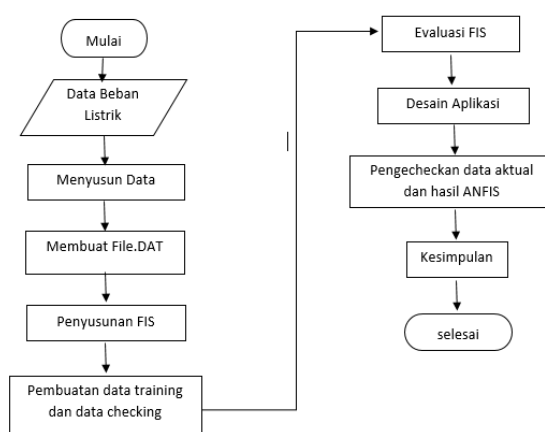 Mulai
Data Beban
Listrik
Menyusun Data
Membuat File.DAT
Penyusunan FIS
Pembuatan data training
dan data checking
Evaluasi FIS
Desain Aplikasi
Pengecheckan data aktual
dan hasil ANFIS
Kesimpulan
selesai